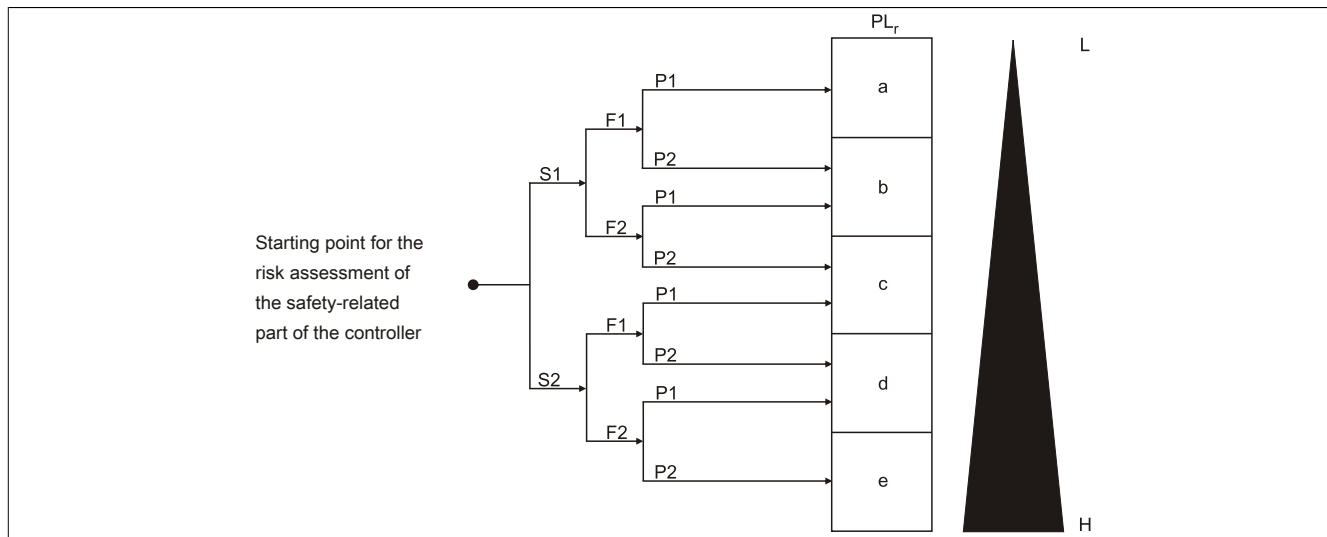 PLr
L
P1
a
F1
P2
S1
b
P1
F2
Starting point for the
risk assessment of
the safety-related
part of the controller
P2
c
P1
F1
P2
S2
d
P1
F2
P2
e
H